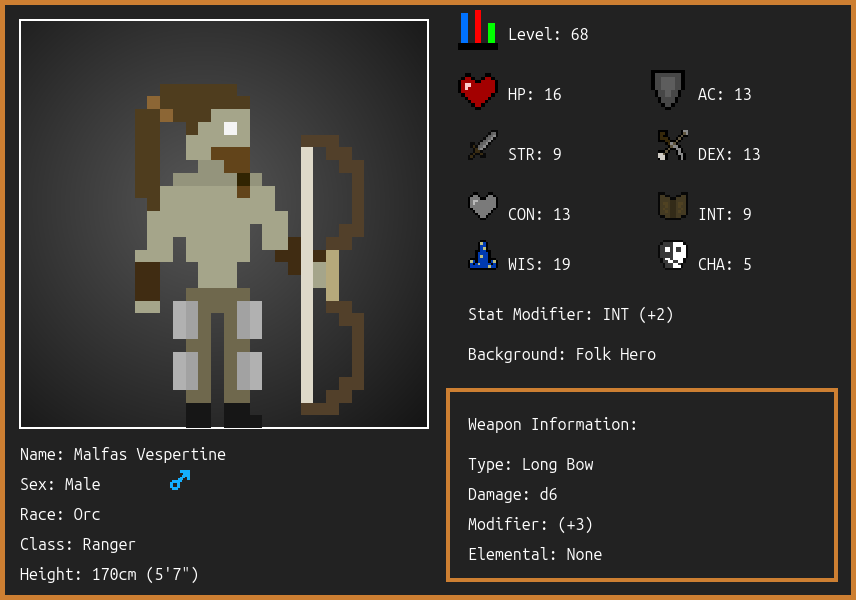 Level: 68
HP: 16
AC: 13
STR: 9
DEX: 13
CON: 13
INT: 9
WIS: 19
CHA: 5
Stat Modifier: INT (+2)
Background: Folk Hero
Weapon Information:
Type: Long Bow
Damage: d6
Modifier: (+3)
Elemental: None
Name: Malfas Vespertine
Sex: Male
Race: Orc
Class: Ranger
Height: 170cm (5'7")